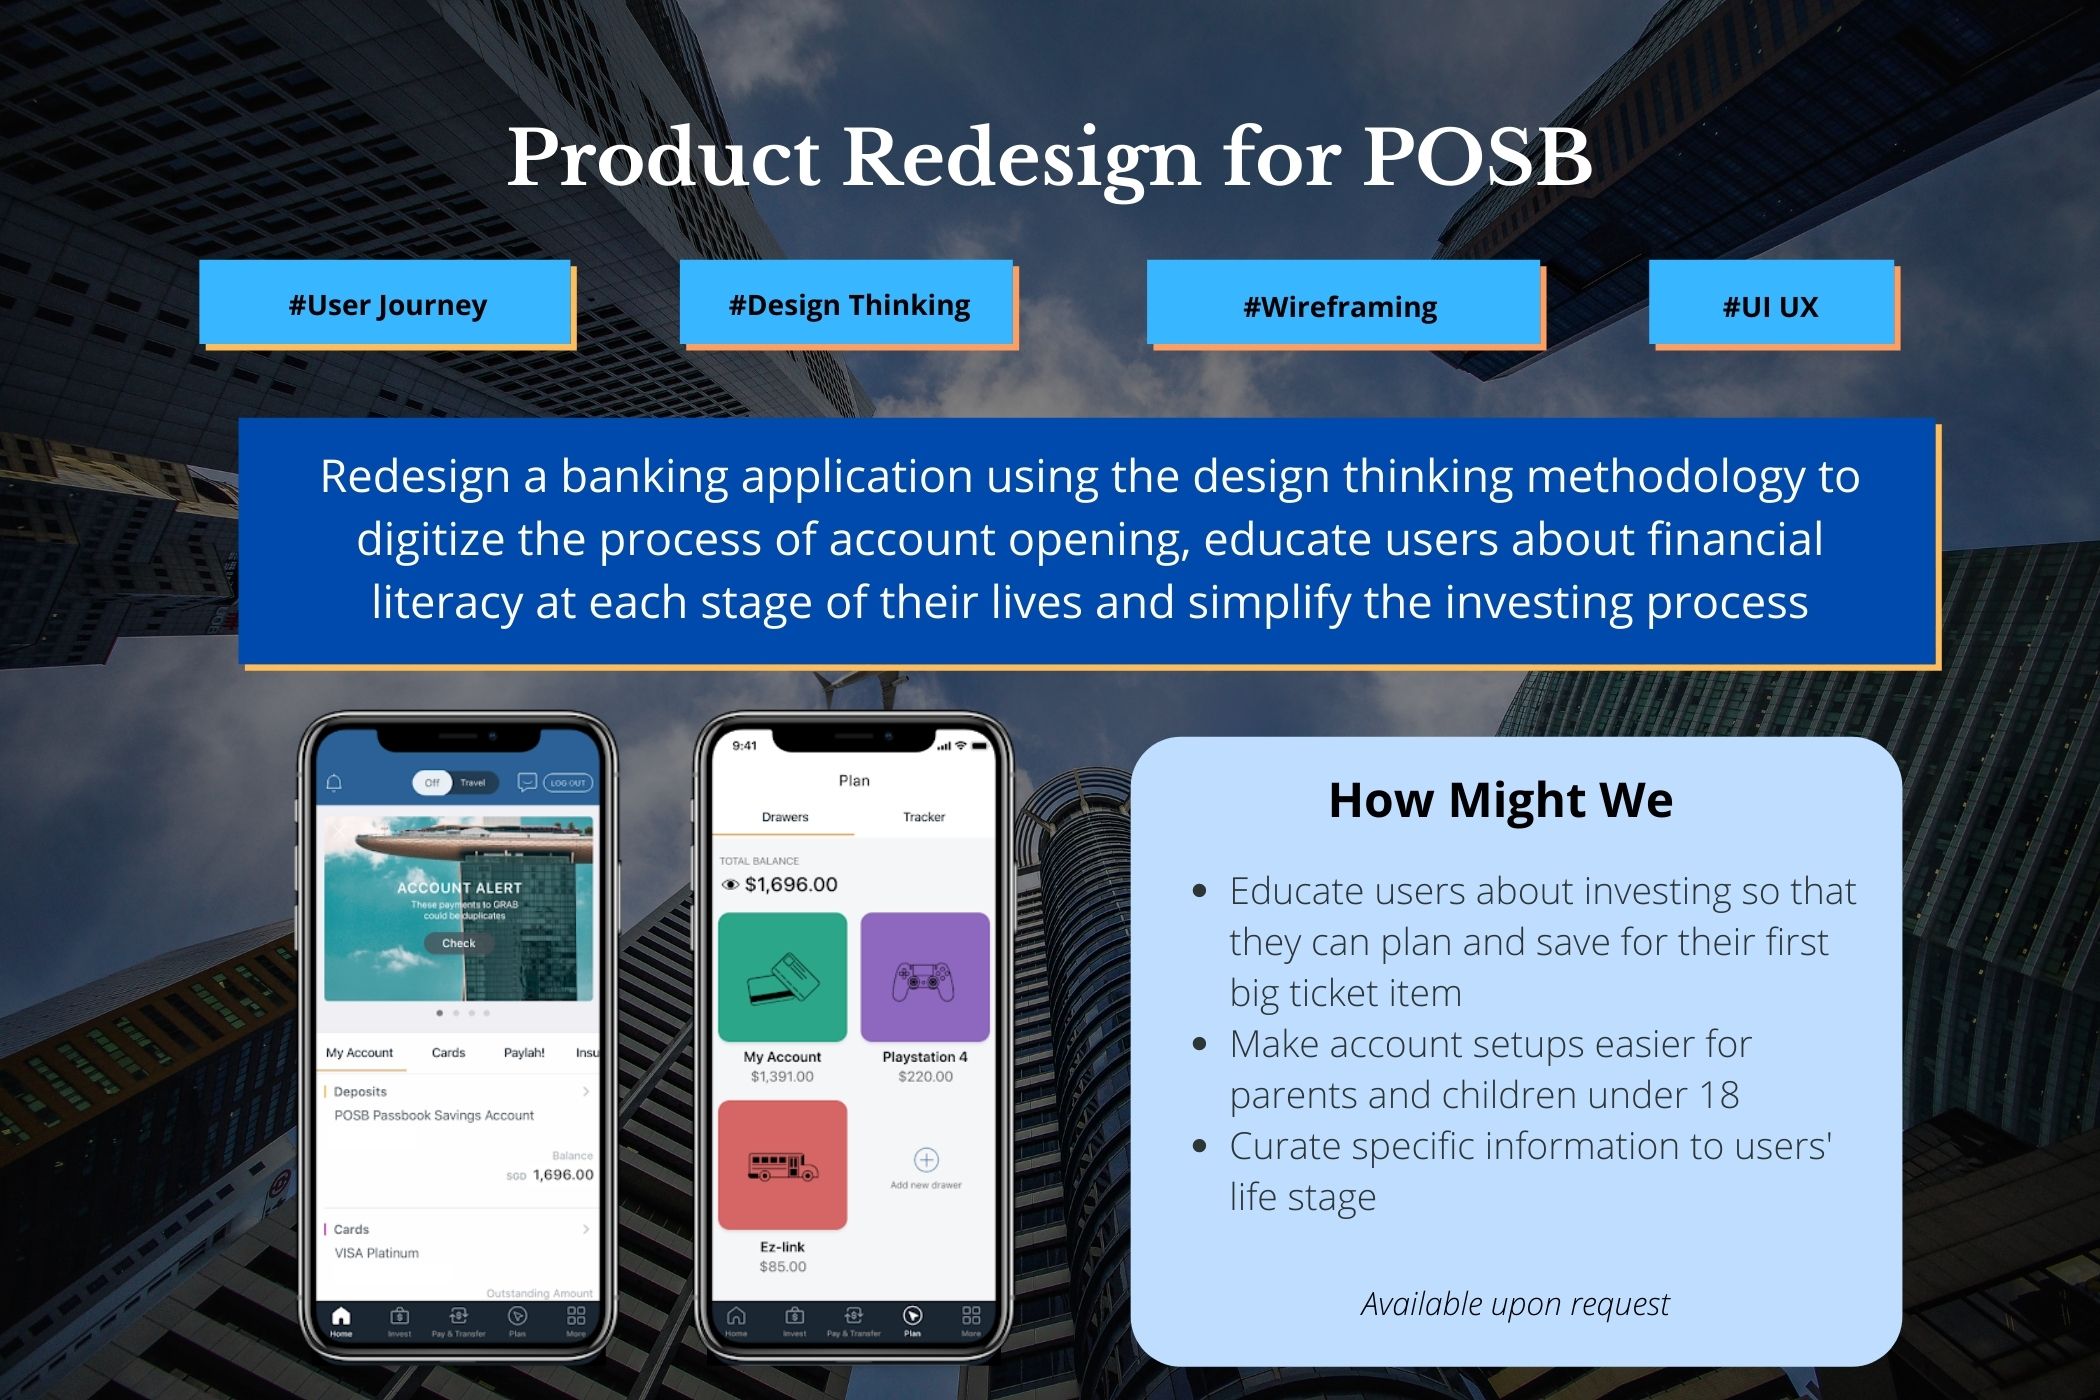 Product Redesign for POSB
#User Journey
#Design Thinking
#Wireframing
#UI UX
Redesign a banking application using the design thinking methodology to
digitize the process of account opening, educate users about financial
literacy at each stage of their lives and simplify the investing process
Off
Travel
LOG OUT
ACCOUNT ALERT
These payments to GRAB
could be duplicates
Check
My Account
Cards
Paylah!
Insu
Deposits
POSB Passbook Savings Account
Balance
SGD 1,696.00
Cards
VISA Platinum
Outstanding Amount
Home
Invest
Pay & Transfer
Plan
More
9:41
Plan
Drawers
Tracker
TOTAL BALANCE
$1,696.00
My Account
$1,391.00
Playstation 4
$220.00
Ez-link
$85.00
Add new drawer
Home
Invest
Pay & Transfer
Plan
More
How Might We
• Educate users about investing so that
they can plan and save for their first
big ticket item
• Make account setups easier for
parents and children under 18
• Curate specific information to users'
life stage
Available upon request